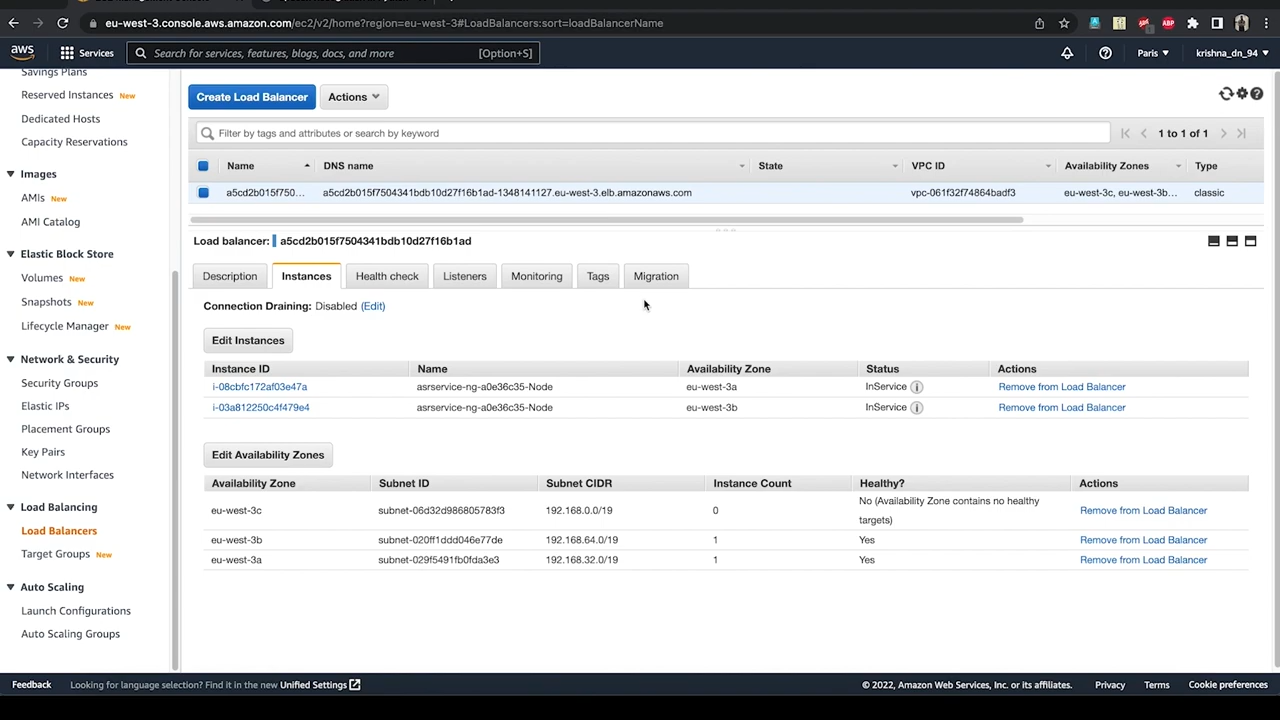 eu-west-3.console.aws.amazon.com/ec2/v2/home?region=eu-west-3#LoadBalancers:sort=loadBalancerName
aws Services Search for services, features, blogs, docs, and more [Option+S] Paris krishna_dn_94
Savings Plans
Reserved Instances New
Dedicated Hosts
Capacity Reservations
Images
AMIs New
AMI Catalog
Elastic Block Store
Volumes New
Snapshots New
Lifecycle Manager New
Network & Security
Security Groups
Elastic IPs
Placement Groups
Key Pairs
Network Interfaces
Load Balancing
Load Balancers
Target Groups New
Auto Scaling
Launch Configurations
Auto Scaling Groups
Create Load Balancer Actions
Filter by tags and attributes or search by keyword 1 to 1 of 1
Name DNS name State VPC ID Availability Zones Type
a5cd2b015f750... a5cd2b015f7504341bdb10d27f16b1ad-1348141127.eu-west-3.elb.amazonaws.com vpc-061f32f74864badf3 eu-west-3c, eu-west-3b... classic
Load balancer: a5cd2b015f7504341bdb10d27f16b1ad
Description Instances Health check Listeners Monitoring Tags Migration
Connection Draining: Disabled (Edit)
Edit Instances
Instance ID Name Availability Zone Status Actions
i-08cbfc172af03e47a asrservice-ng-a0e36c35-Node eu-west-3a InService Remove from Load Balancer
i-03a812250c4f479e4 asrservice-ng-a0e36c35-Node eu-west-3b InService Remove from Load Balancer
Edit Availability Zones
Availability Zone Subnet ID Subnet CIDR Instance Count Healthy? Actions
eu-west-3c subnet-06d32d986805783f3 192.168.0.0/19 0 No (Availability Zone contains no healthy targets) Remove from Load Balancer
eu-west-3b subnet-020ff1ddd046e77de 192.168.64.0/19 1 Yes Remove from Load Balancer
eu-west-3a subnet-029f5491fb0fda3e3 192.168.32.0/19 1 Yes Remove from Load Balancer
Feedback Looking for language selection? Find it in the new Unified Settings © 2022, Amazon Web Services, Inc. or its affiliates. Privacy Terms Cookie preferences